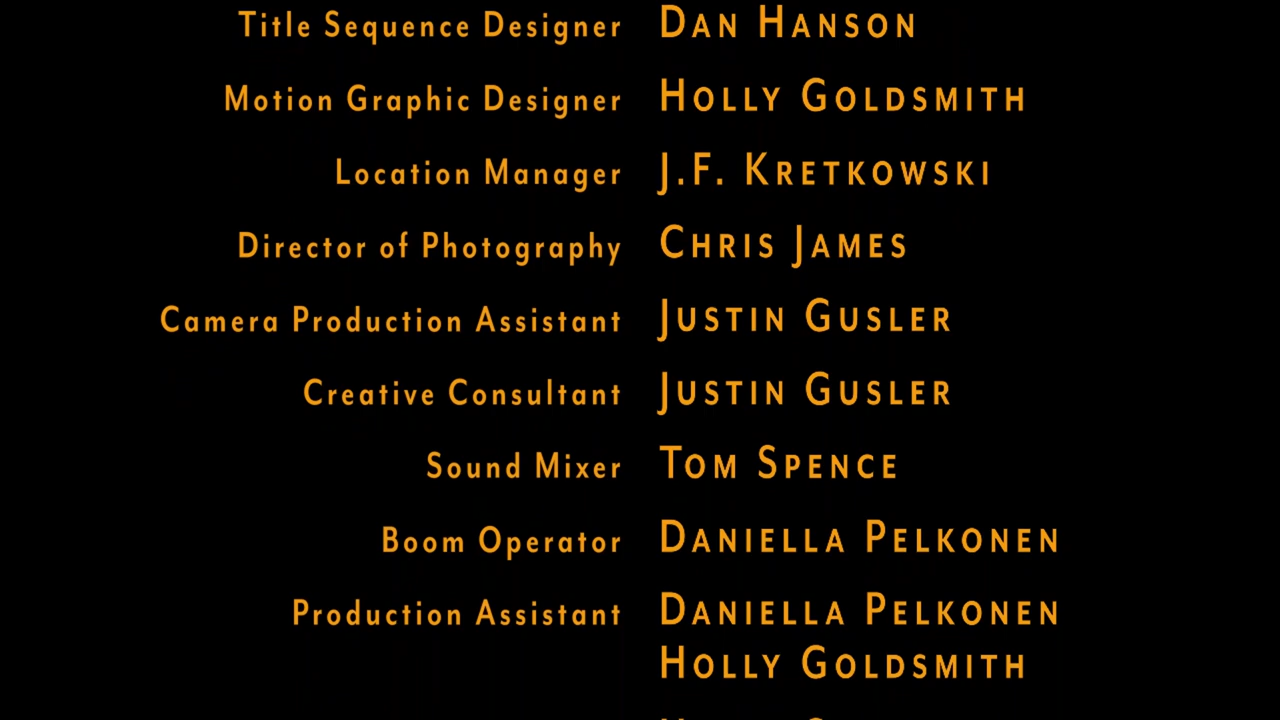 Title Sequence Designer Dan Hanson
Motion Graphic Designer Holly Goldsmith
Location Manager J.F. Kretkowski
Director of Photography Chris James
Camera Production Assistant Justin Gusler
Creative Consultant Justin Gusler
Sound Mixer Tom Spence
Boom Operator Daniella Pelkonen
Production Assistant Daniella Pelkonen
Holly Goldsmith